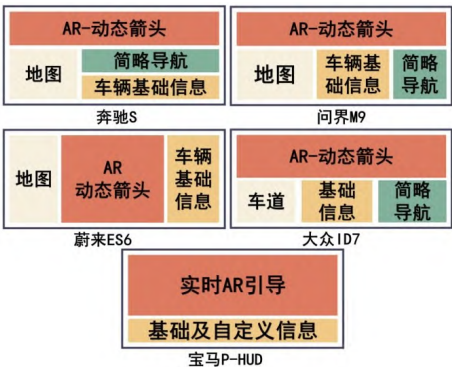 AR-动态箭头
地图
简略导航
车辆基础信息
奔驰S
AR-动态箭头
地图
车辆基
础信息
简略
导航
问界M9
地图
AR
动态箭头
车辆
基础
信息
蔚来ES6
AR-动态箭头
车道
基础
信息
简略
导航
大众ID7
实时AR引导
基础及自定义信息
宝马P-HUD